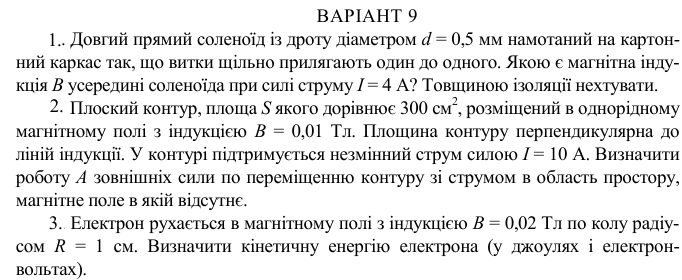 ВАРІАНТ 9
1.. Довгий прямий соленоїд із дроту діаметром d = 0,5 мм намотаний на картон-
ний каркас так, що витки щільно прилягають один до одного. Якою є магнітна інду-
кція B усередині соленоїда при силі струму I = 4 А? Товщиною ізоляції нехтувати.
2. Плоский контур, площа S якого дорівнює 300 см², розміщений в однорідному
магнітному полі з індукцією B = 0,01 Тл. Площина контуру перпендикулярна до
ліній індукції. У контурі підтримується незмінний струм силою I = 10 А. Визначити
роботу A зовнішніх сили по переміщенню контуру зі струмом в область простору,
магнітне поле в якій відсутнє.
3.. Електрон рухається в магнітному полі з індукцією B = 0,02 Тл по колу радіу-
сом R = 1 см. Визначити кінетичну енергію електрона (у джоулях і електрон-
вольтах).